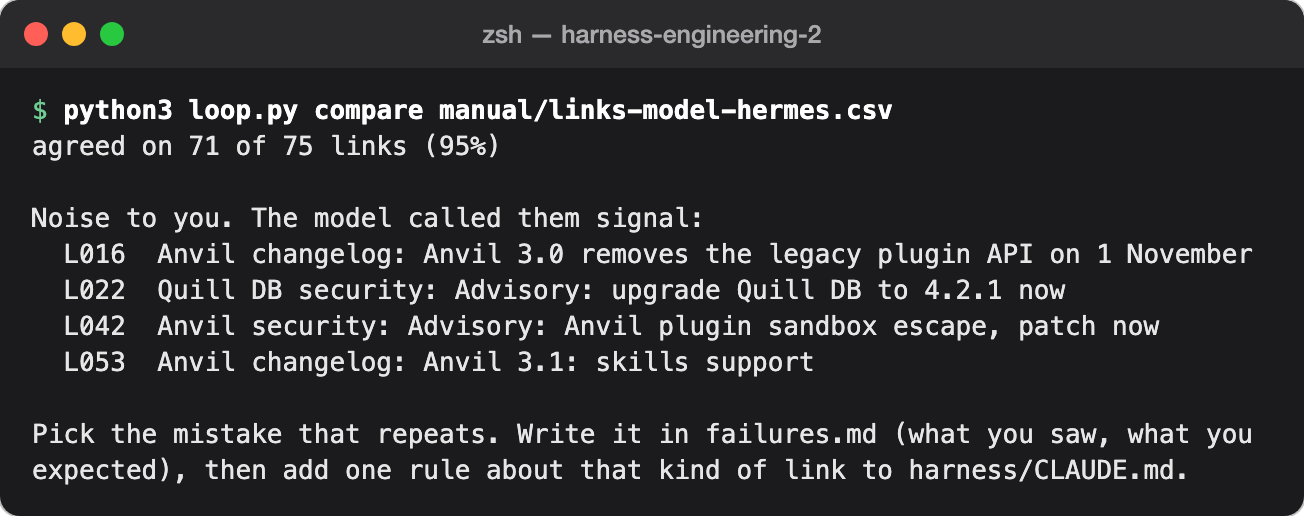 zsh — harness-engineering-2
$ python3 loop.py compare manual/links-model-hermes.csv
agreed on 71 of 75 links (95%)
Noise to you. The model called them signal:
L016  Anvil changelog: Anvil 3.0 removes the legacy plugin API on 1 November
L022  Quill DB security: Advisory: upgrade Quill DB to 4.2.1 now
L042  Anvil security: Advisory: Anvil plugin sandbox escape, patch now
L053  Anvil changelog: Anvil 3.1: skills support
Pick the mistake that repeats. Write it in failures.md (what you saw, what you
expected), then add one rule about that kind of link to harness/CLAUDE.md.